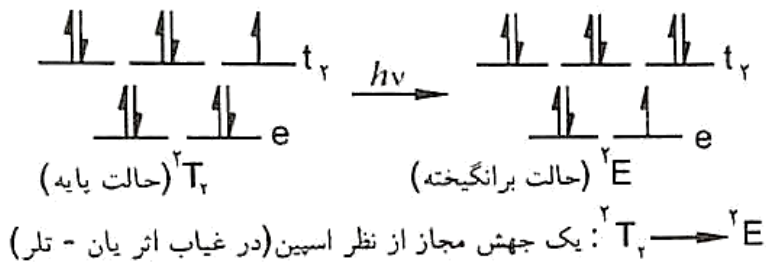 t₂ hν t₂
e e
²T₂ (حالت پایه) ²E (حالت برانگیخته)
²T₂ ⟶ ²E : یک جهش مجاز از نظر اسپین (در غیاب اثر یان - تلر)